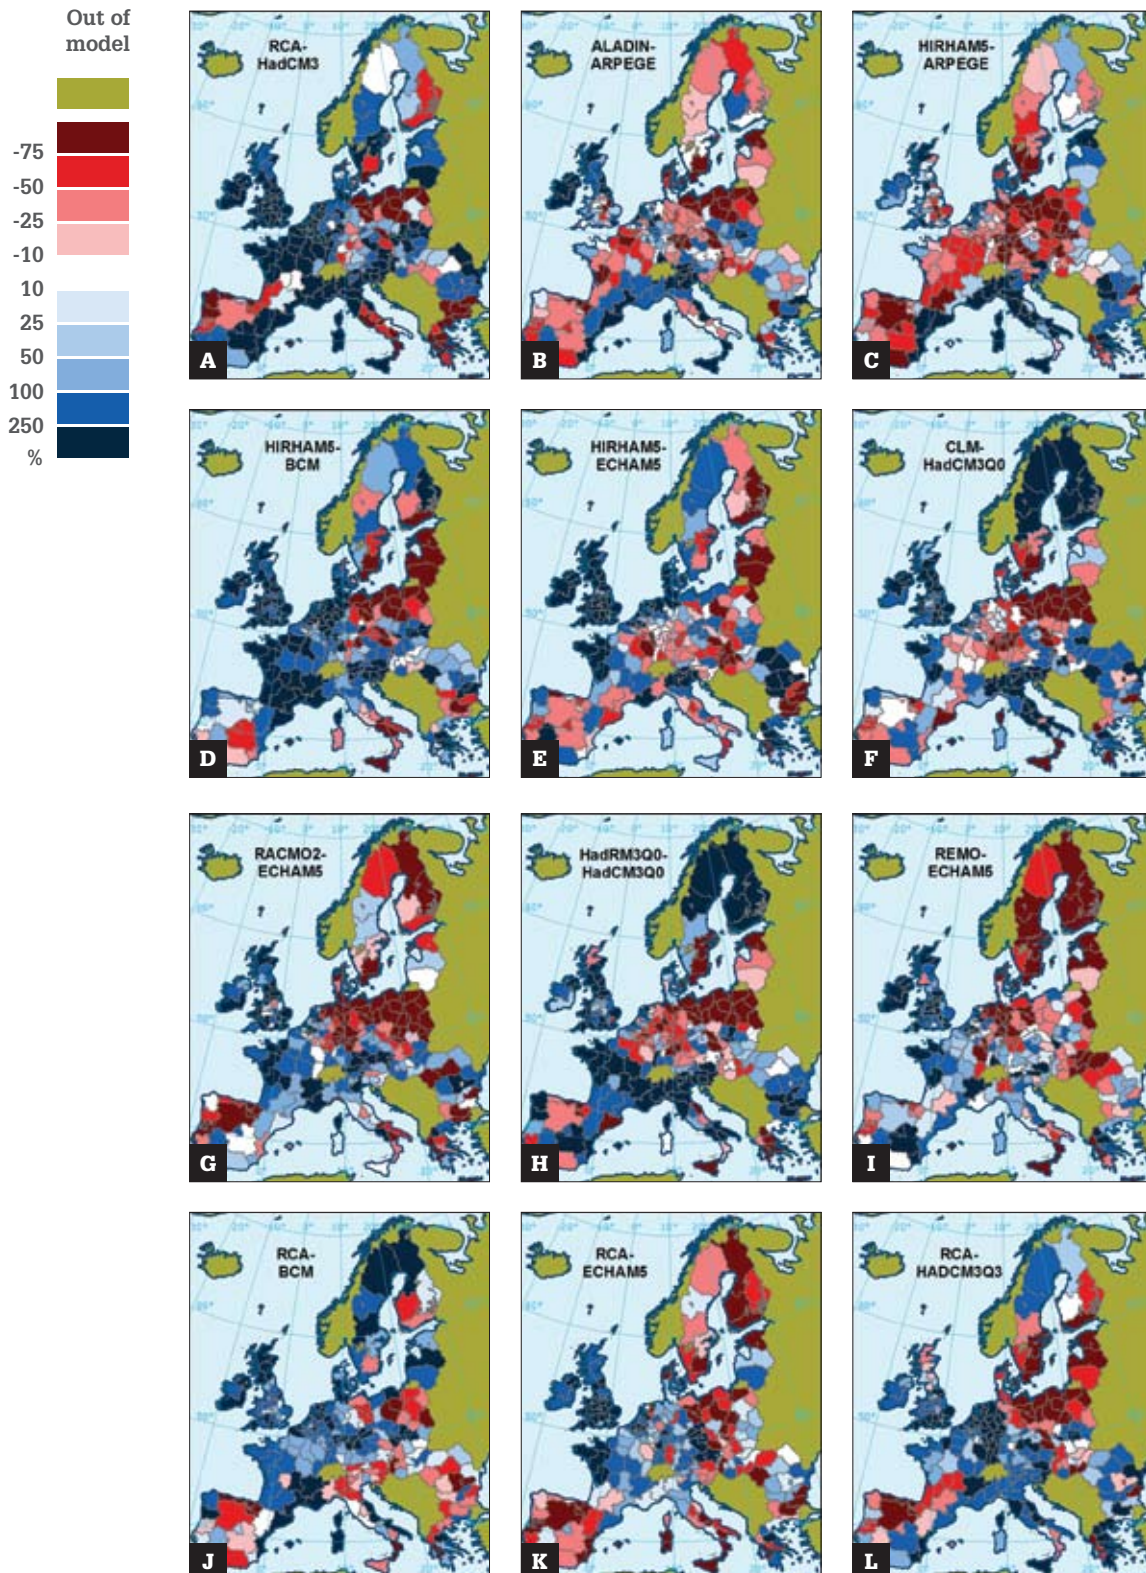 Out of
model
-75
-50
-25
-10
10
25
50
100
250
%
RCA-
HadCM3
A
ALADIN-
ARPEGE
B
HIRHAM5-
ARPEGE
C
HIRHAM5-
BCM
D
HIRHAM5-
ECHAM5
E
CLM-
HadCM3Q0
F
RACMO2-
ECHAM5
G
HadRM3Q0-
HadCM3Q0
H
REMO-
ECHAM5
I
RCA-
BCM
J
RCA-
ECHAM5
K
RCA-
HADCM3Q3
L